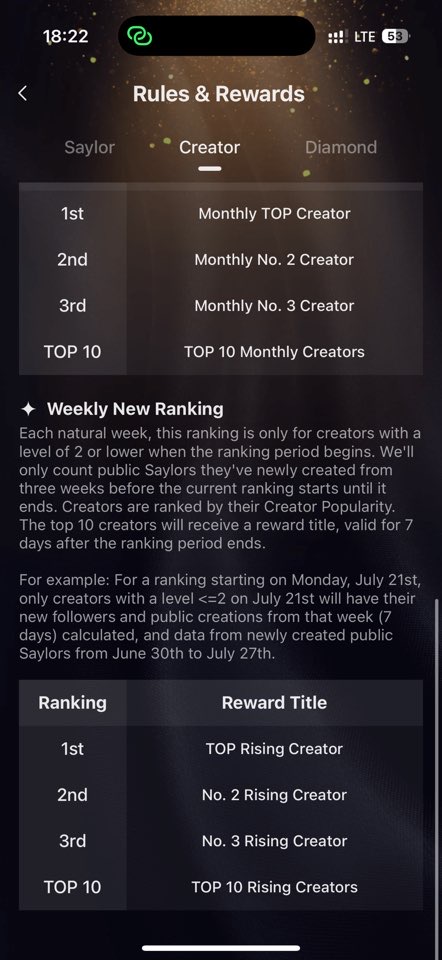 18:22
LTE
53
Rules & Rewards
Saylor Creator Diamond
1st Monthly TOP Creator
2nd Monthly No. 2 Creator
3rd Monthly No. 3 Creator
TOP 10 TOP 10 Monthly Creators
Weekly New Ranking
Each natural week, this ranking is only for creators with a
level of 2 or lower when the ranking period begins. We'll
only count public Saylors they've newly created from
three weeks before the current ranking starts until it
ends. Creators are ranked by their Creator Popularity.
The top 10 creators will receive a reward title, valid for 7
days after the ranking period ends.
For example: For a ranking starting on Monday, July 21st,
only creators with a level <=2 on July 21st will have their
new followers and public creations from that week (7
days) calculated, and data from newly created public
Saylors from June 30th to July 27th.
Ranking Reward Title
1st TOP Rising Creator
2nd No. 2 Rising Creator
3rd No. 3 Rising Creator
TOP 10 TOP 10 Rising Creators